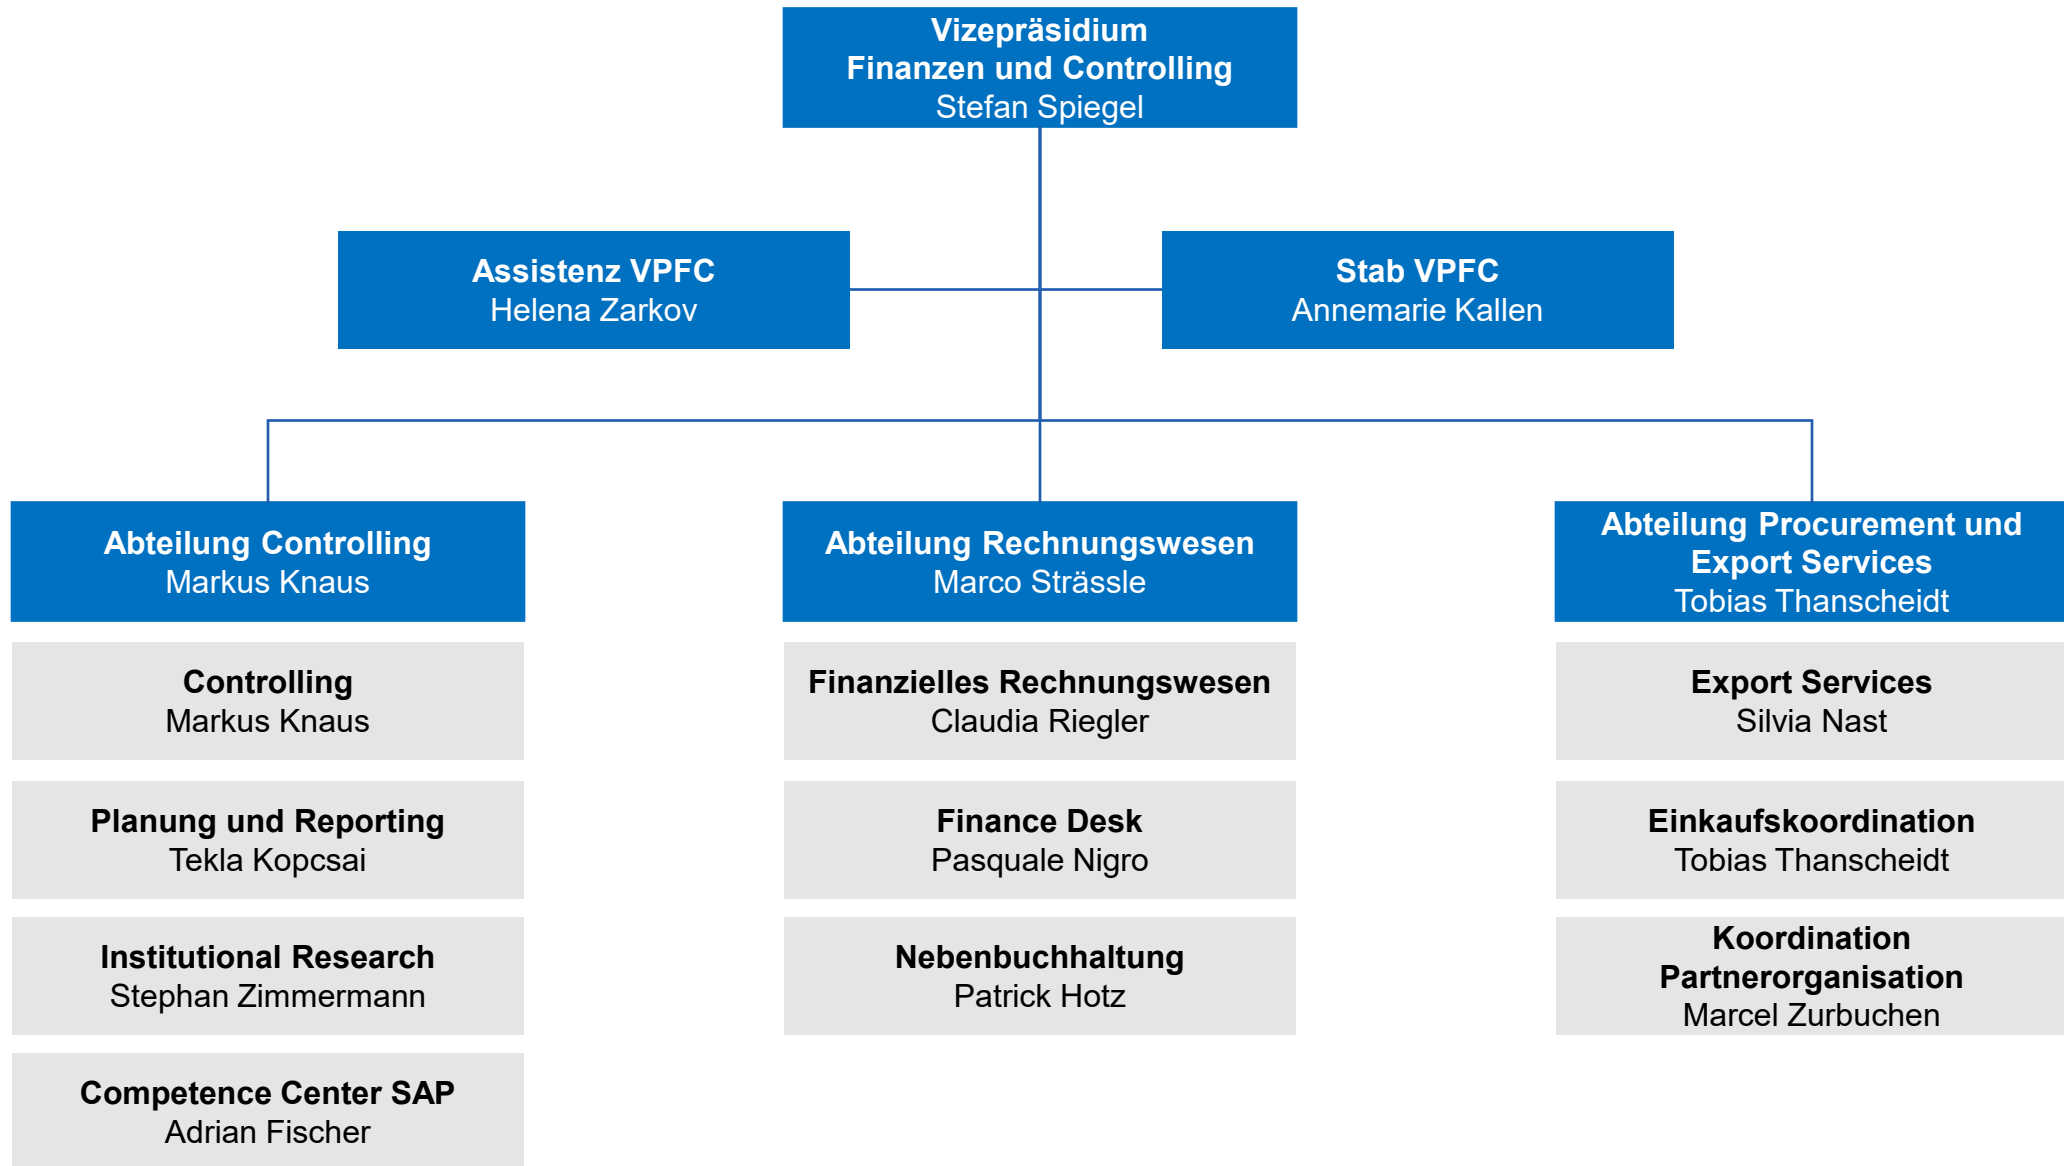 Vizepräsidium
Finanzen und Controlling
Stefan Spiegel
Assistenz VPFC
Helena Zarkov
Stab VPFC
Annemarie Kallen
Abteilung Controlling
Markus Knaus
Controlling
Markus Knaus
Planung und Reporting
Tekla Kopcsai
Institutional Research
Stephan Zimmermann
Competence Center SAP
Adrian Fischer
Abteilung Rechnungswesen
Marco Strässle
Finanzielles Rechnungswesen
Claudia Riegler
Finance Desk
Pasquale Nigro
Nebenbuchhaltung
Patrick Hotz
Abteilung Procurement und
Export Services
Tobias Thanscheidt
Export Services
Silvia Nast
Einkaufskoordination
Tobias Thanscheidt
Koordination
Partnerorganisation
Marcel Zurbuchen